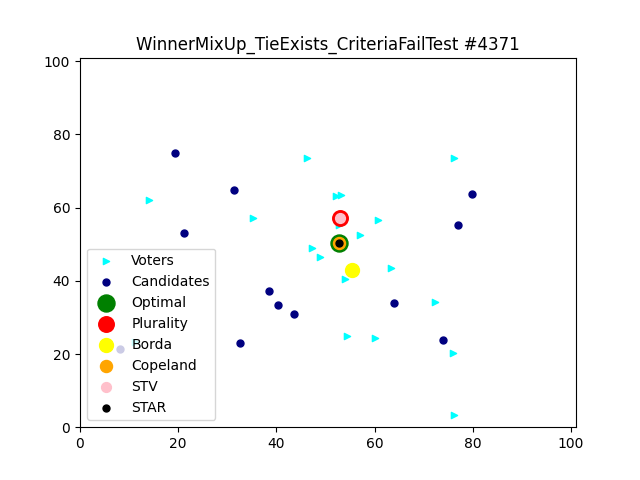 WinnerMixUp_TieExists_CriteriaFailTest #4371
100
80
60
40
20
0
Voters
Candidates
Optimal
Plurality
Borda
Copeland
STV
STAR
0 20 40 60 80 100